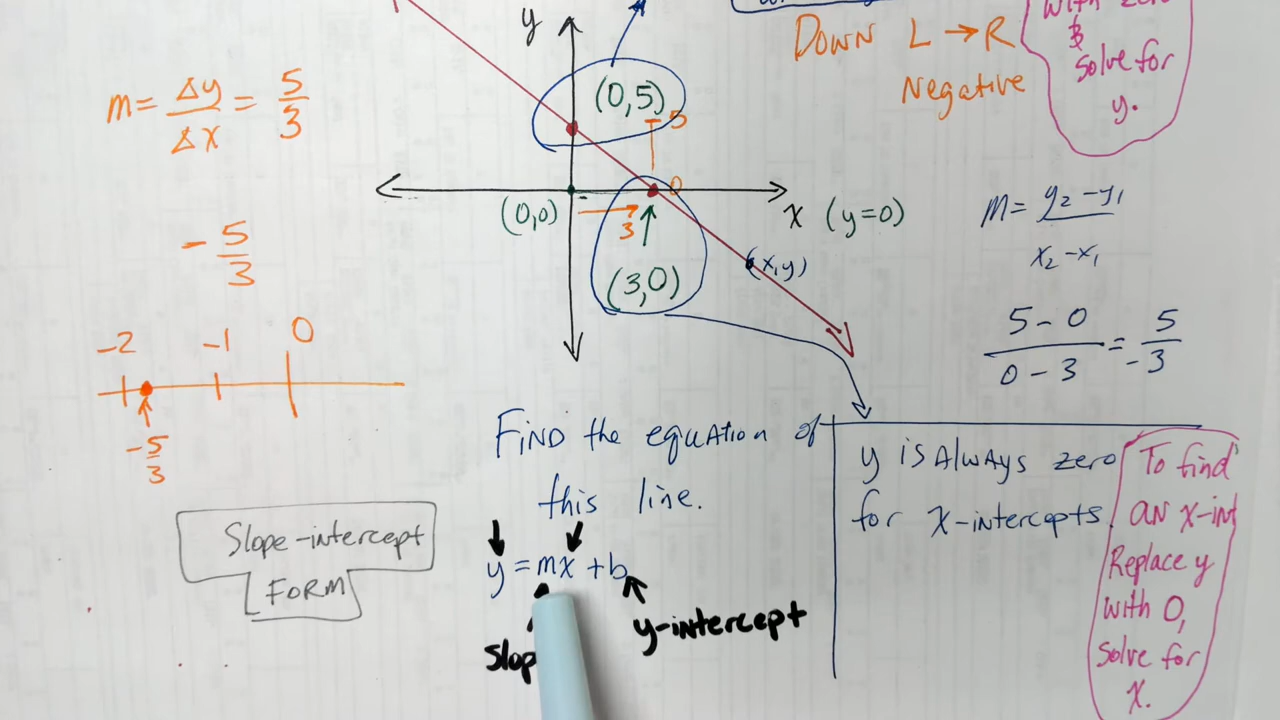 with zero
&
solve for
y.
DOWN L → R
Negative
y
m = Δy/Δx = 5/3
(0,5)
5
0
(0,0)
3
x (y=0)
(3,0)
(x,y)
m = y₂-y₁
x₂-x₁
5-0/0-3 = 5/-3
-5/3
-2 -1 0
-5/3
Find the equation of
this line.
y = mx + b
y-intercept
Slope-intercept
FORM
y is Always zero
for x-intercepts.
To find
an x-int
Replace y
with 0,
solve for
x.